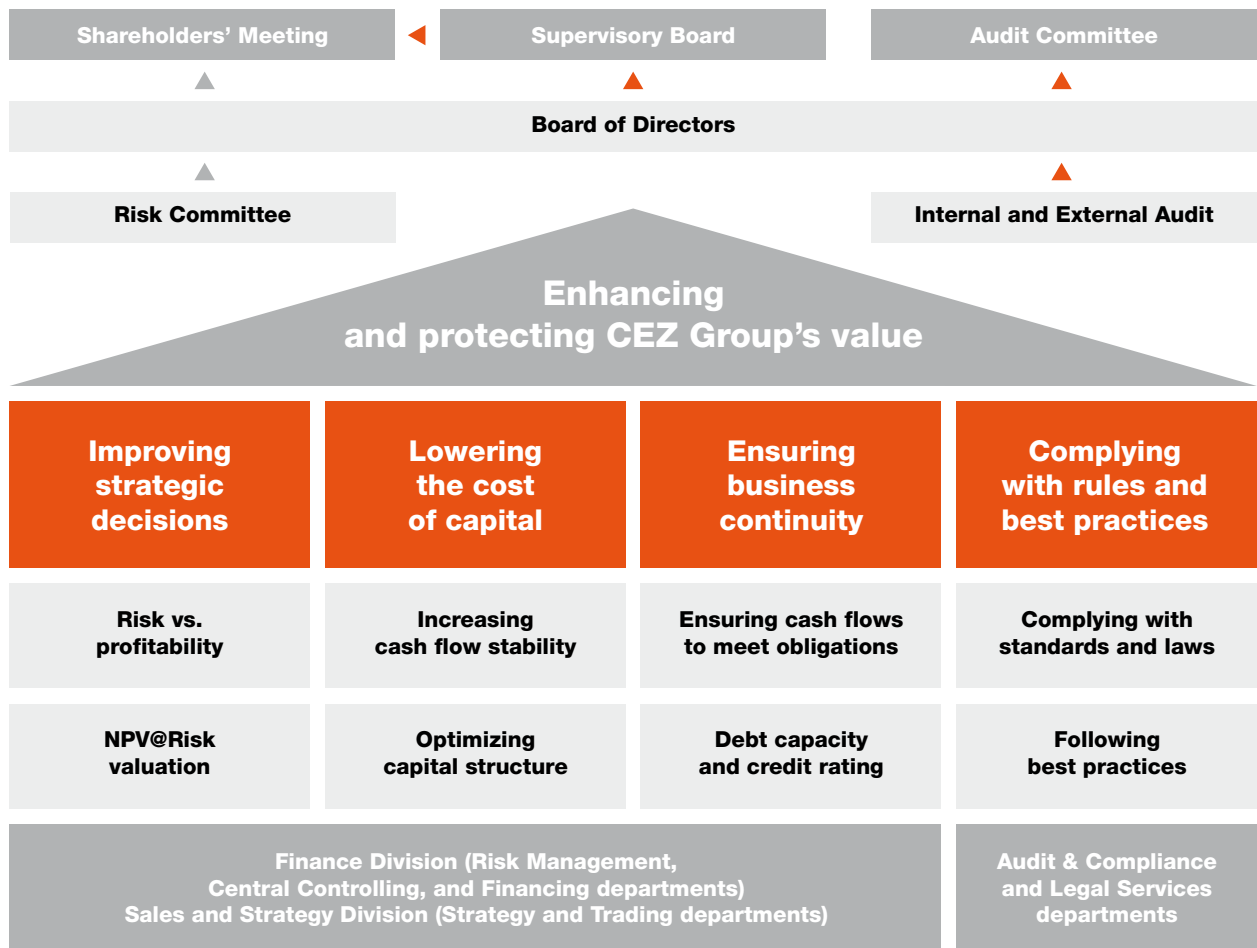 Shareholders’ Meeting
Supervisory Board
Audit Committee
Board of Directors
Risk Committee
Internal and External Audit
Enhancing
and protecting CEZ Group’s value
Improving
strategic
decisions
Lowering
the cost
of capital
Ensuring
business
continuity
Complying
with rules and
best practices
Risk vs.
profitability
Increasing
cash flow stability
Ensuring cash flows
to meet obligations
Complying with
standards and laws
NPV@Risk
valuation
Optimizing
capital structure
Debt capacity
and credit rating
Following
best practices
Finance Division (Risk Management,
Central Controlling, and Financing departments)
Sales and Strategy Division (Strategy and Trading departments)
Audit & Compliance
and Legal Services
departments